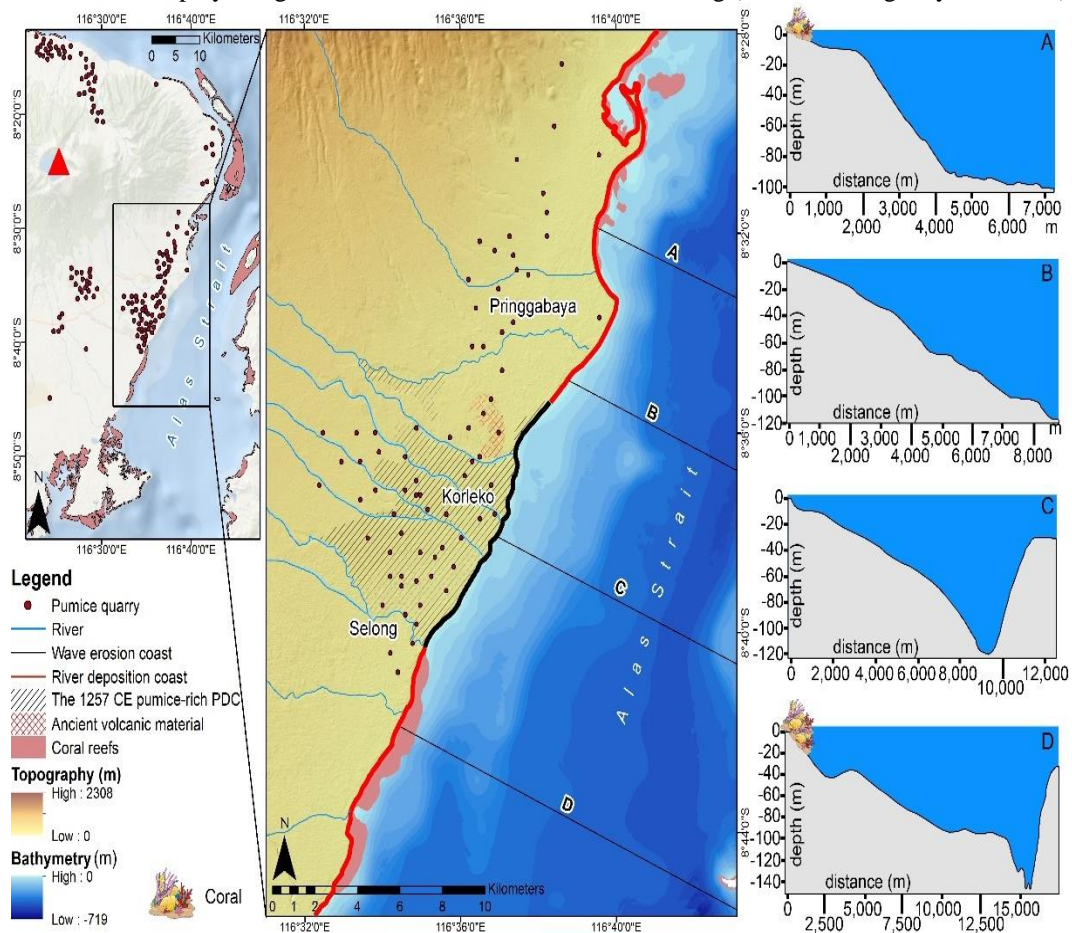 116°30'0"E
116°40'0"E
Kilometers
0 5 10
8°20'0"S
8°30'0"S
8°40'0"S
8°50'0"S
Alas Strait
N
116°30'0"E
116°40'0"E
Legend
Pumice quarry
River
Wave erosion coast
River deposition coast
The 1257 CE pumice-rich PDC
Ancient volcanic material
Coral reefs
Topography (m)
High : 2308
Low : 0
Bathymetry (m)
High : 0
Low : -719
Coral
116°32'0"E
116°36'0"E
116°40'0"E
8°28'0"S
8°32'0"S
8°36'0"S
8°40'0"S
8°44'0"S
A
Pringgabaya
B
Korleko
C
Selong
Alas Strait
D
N
Kilometers
0 1 2 4 6 8 10
116°32'0"E
116°36'0"E
116°40'0"E
A
depth (m)
0
-20
-40
-60
-80
-100
distance (m)
0 1,000 3,000 5,000 7,000
2,000 4,000 6,000 m
B
depth (m)
0
-20
-40
-60
-80
-100
-120
distance (m)
0 1,000 3,000 5,000 7,000 m
2,000 4,000 6,000 8,000
C
depth (m)
0
-20
-40
-60
-80
-100
-120
distance (m)
0 2,000 4,000 6,000 8,000 12,000
10,000
D
depth (m)
0
-20
-40
-60
-80
-100
-120
-140
distance (m)
0 5,000 10,000 15,000
2,500 7,500 12,500